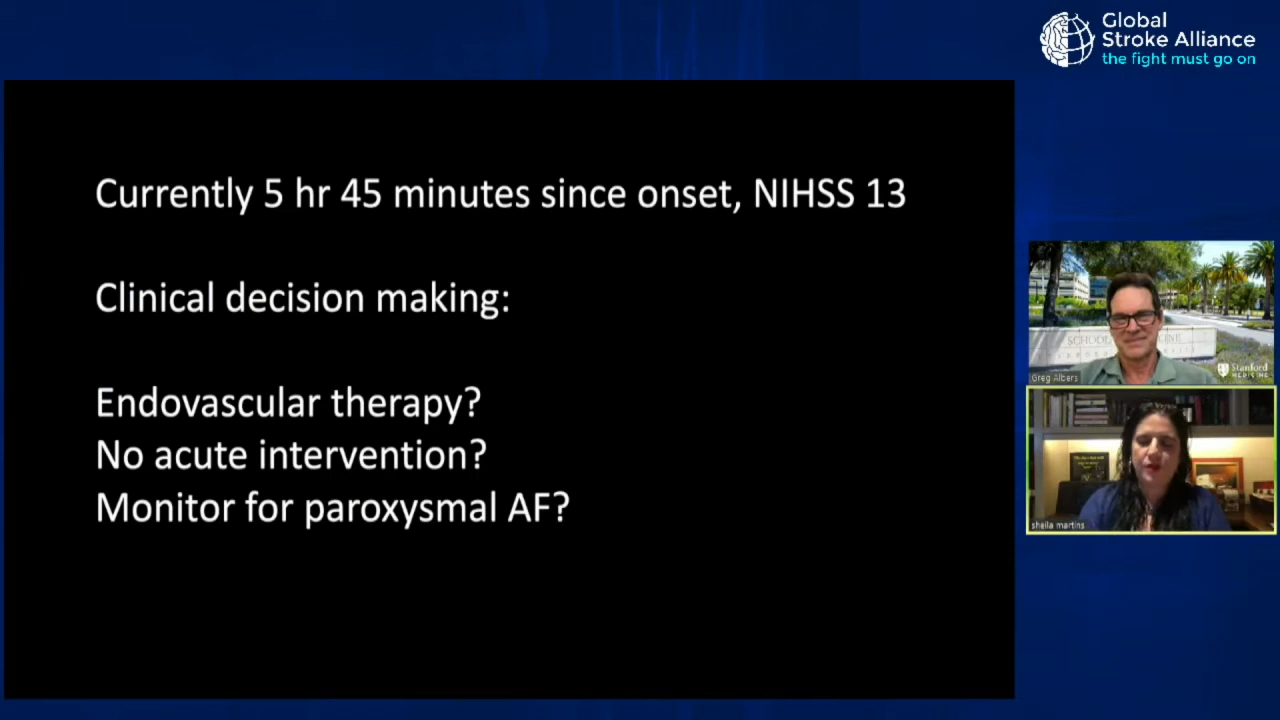 Global
Stroke Alliance
the fight must go on
Currently 5 hr 45 minutes since onset, NIHSS 13
Clinical decision making:
Endovascular therapy?
No acute intervention?
Monitor for paroxysmal AF?
Stanford
MEDICINE
Greg Albers
sheila martins